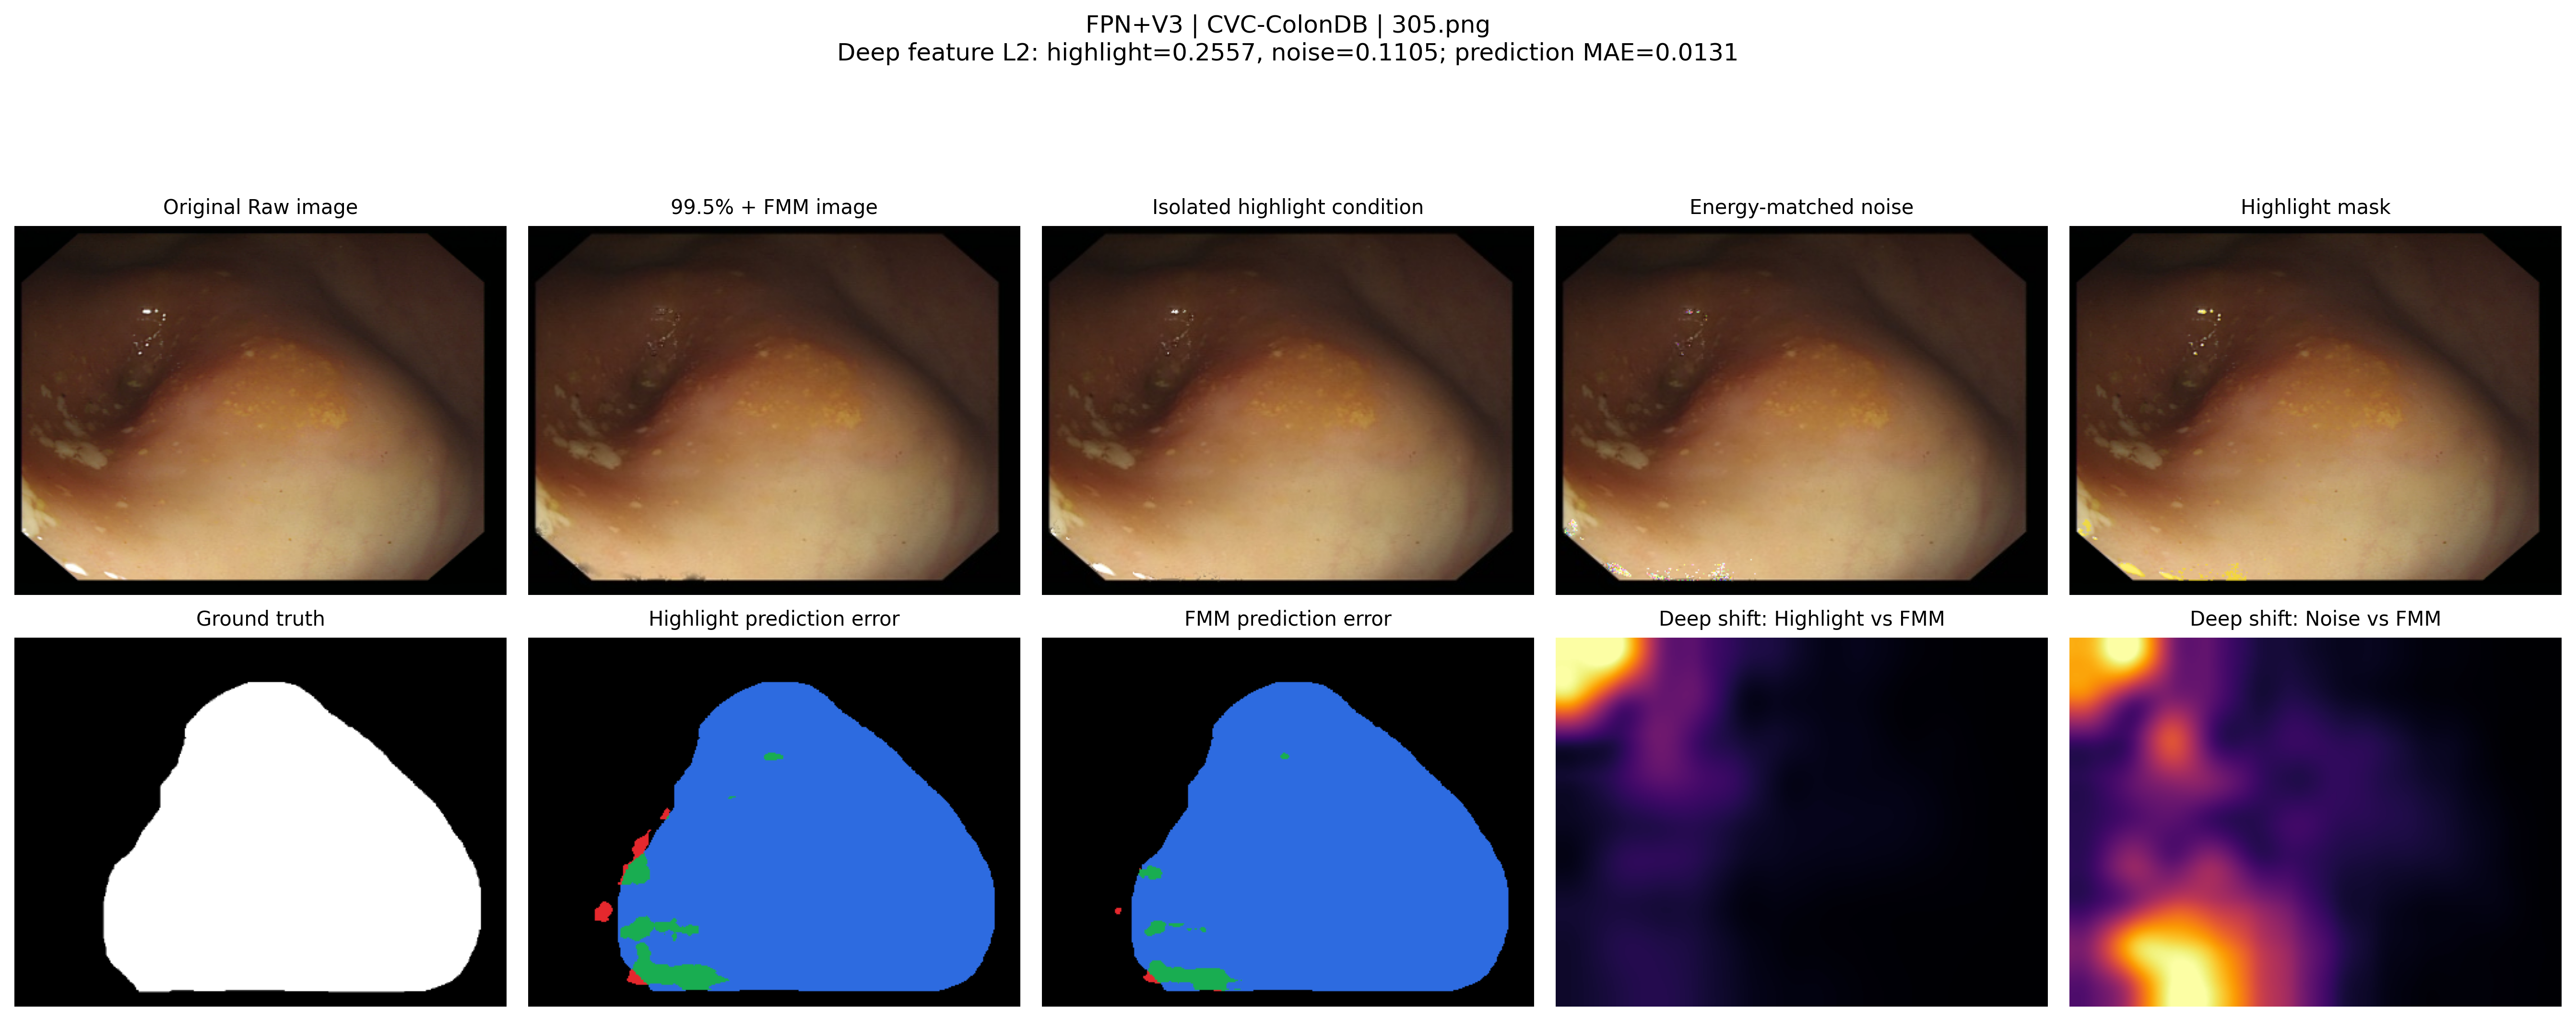 FPN+V3 | CVC-ColonDB | 305.png
Deep feature L2: highlight=0.2557, noise=0.1105; prediction MAE=0.0131
Original Raw image
99.5% + FMM image
Isolated highlight condition
Energy-matched noise
Highlight mask
Ground truth
Highlight prediction error
FMM prediction error
Deep shift: Highlight vs FMM
Deep shift: Noise vs FMM